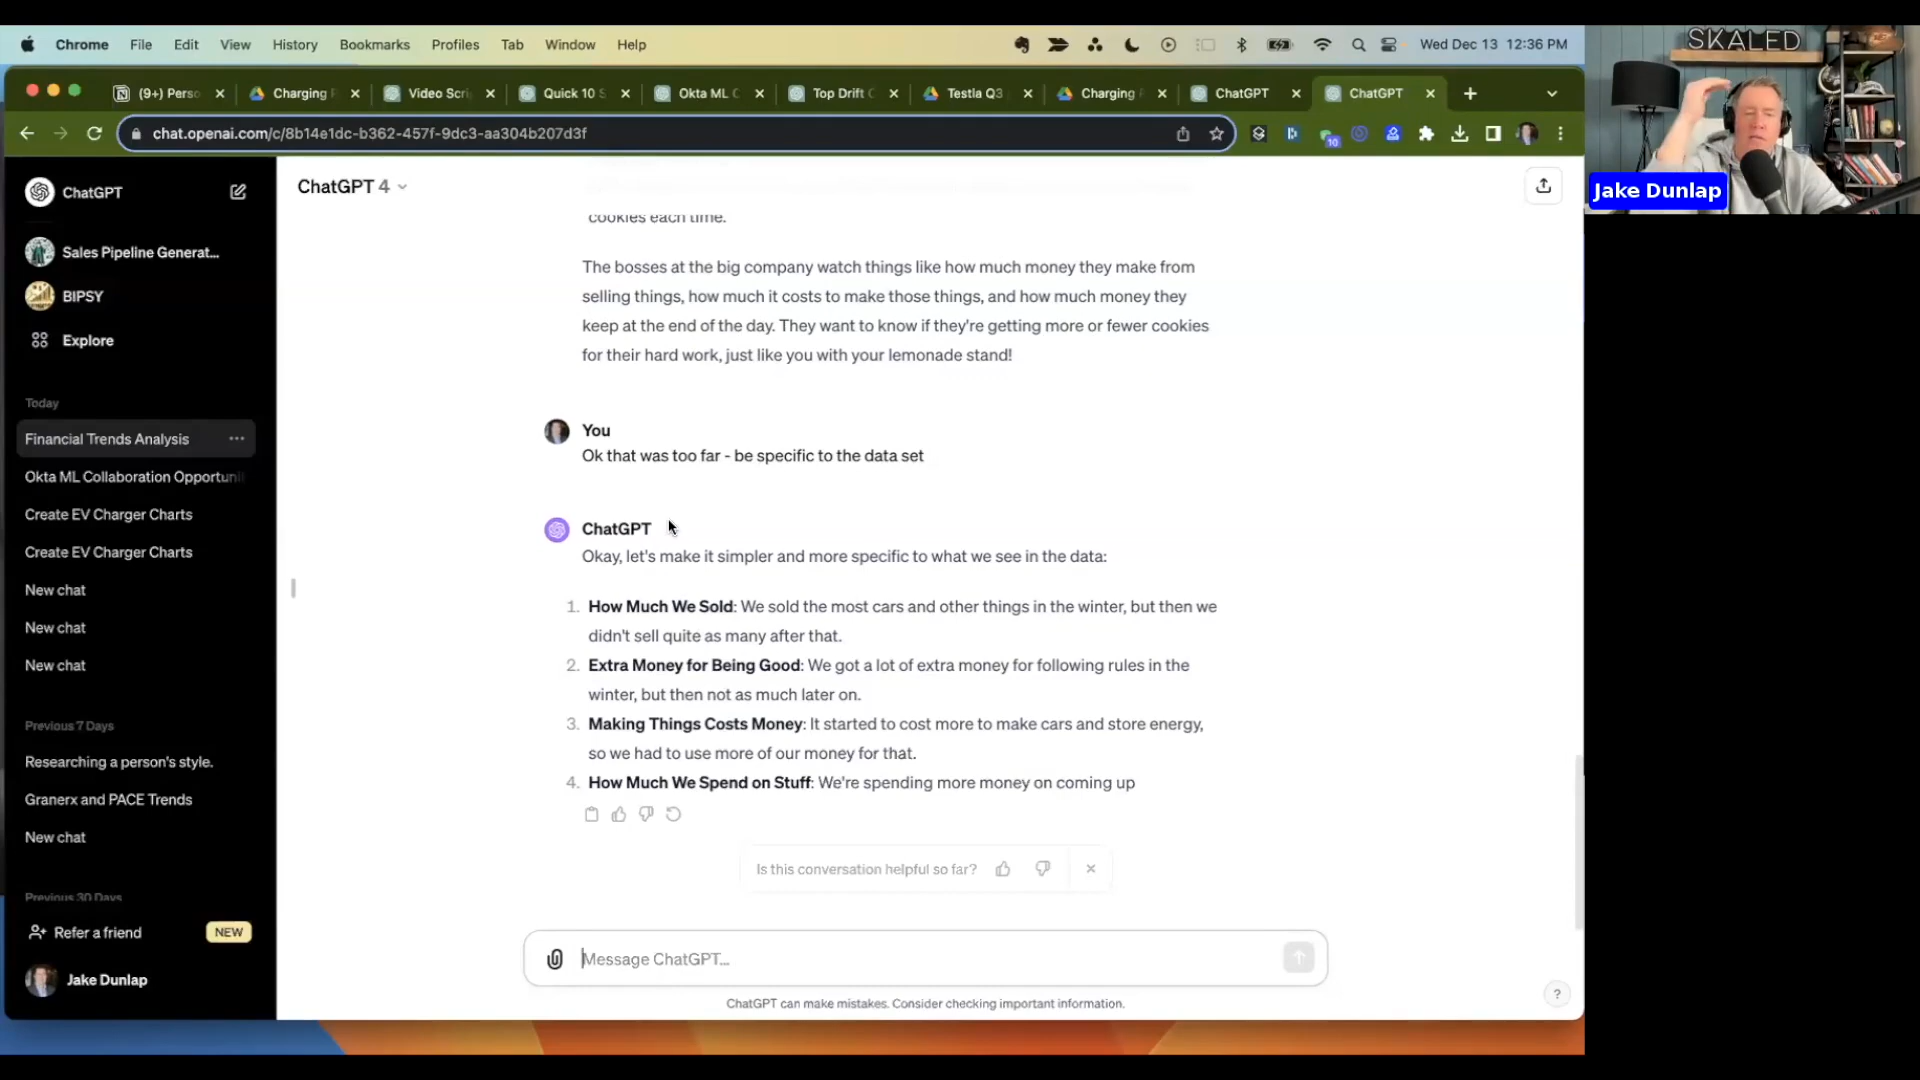 Chrome File Edit View History Bookmarks Profiles Tab Window Help Wed Dec 13 12:36 PM
SKALED
(9+) Perso Charging Video Scri Quick 10 S Okta ML C Top Drift Testla Q3 Charging ChatGPT ChatGPT
chat.openai.com/c/8b14e1dc-b362-457f-9dc3-aa304b207d3f
10
Jake Dunlap
ChatGPT
Sales Pipeline Generat...
BIPSY
Explore
Today
Financial Trends Analysis
Okta ML Collaboration Opportuni
Create EV Charger Charts
Create EV Charger Charts
New chat
New chat
New chat
Previous 7 Days
Researching a person's style.
Granerx and PACE Trends
New chat
Previous 30 Days
Refer a friend NEW
Jake Dunlap
ChatGPT 4
cookies each time.
The bosses at the big company watch things like how much money they make from
selling things, how much it costs to make those things, and how much money they
keep at the end of the day. They want to know if they're getting more or fewer cookies
for their hard work, just like you with your lemonade stand!
You
Ok that was too far - be specific to the data set
ChatGPT
Okay, let's make it simpler and more specific to what we see in the data:
1. How Much We Sold: We sold the most cars and other things in the winter, but then we
didn't sell quite as many after that.
2. Extra Money for Being Good: We got a lot of extra money for following rules in the
winter, but then not as much later on.
3. Making Things Costs Money: It started to cost more to make cars and store energy,
so we had to use more of our money for that.
4. How Much We Spend on Stuff: We're spending more money on coming up
Is this conversation helpful so far?
Message ChatGPT...
ChatGPT can make mistakes. Consider checking important information.
?